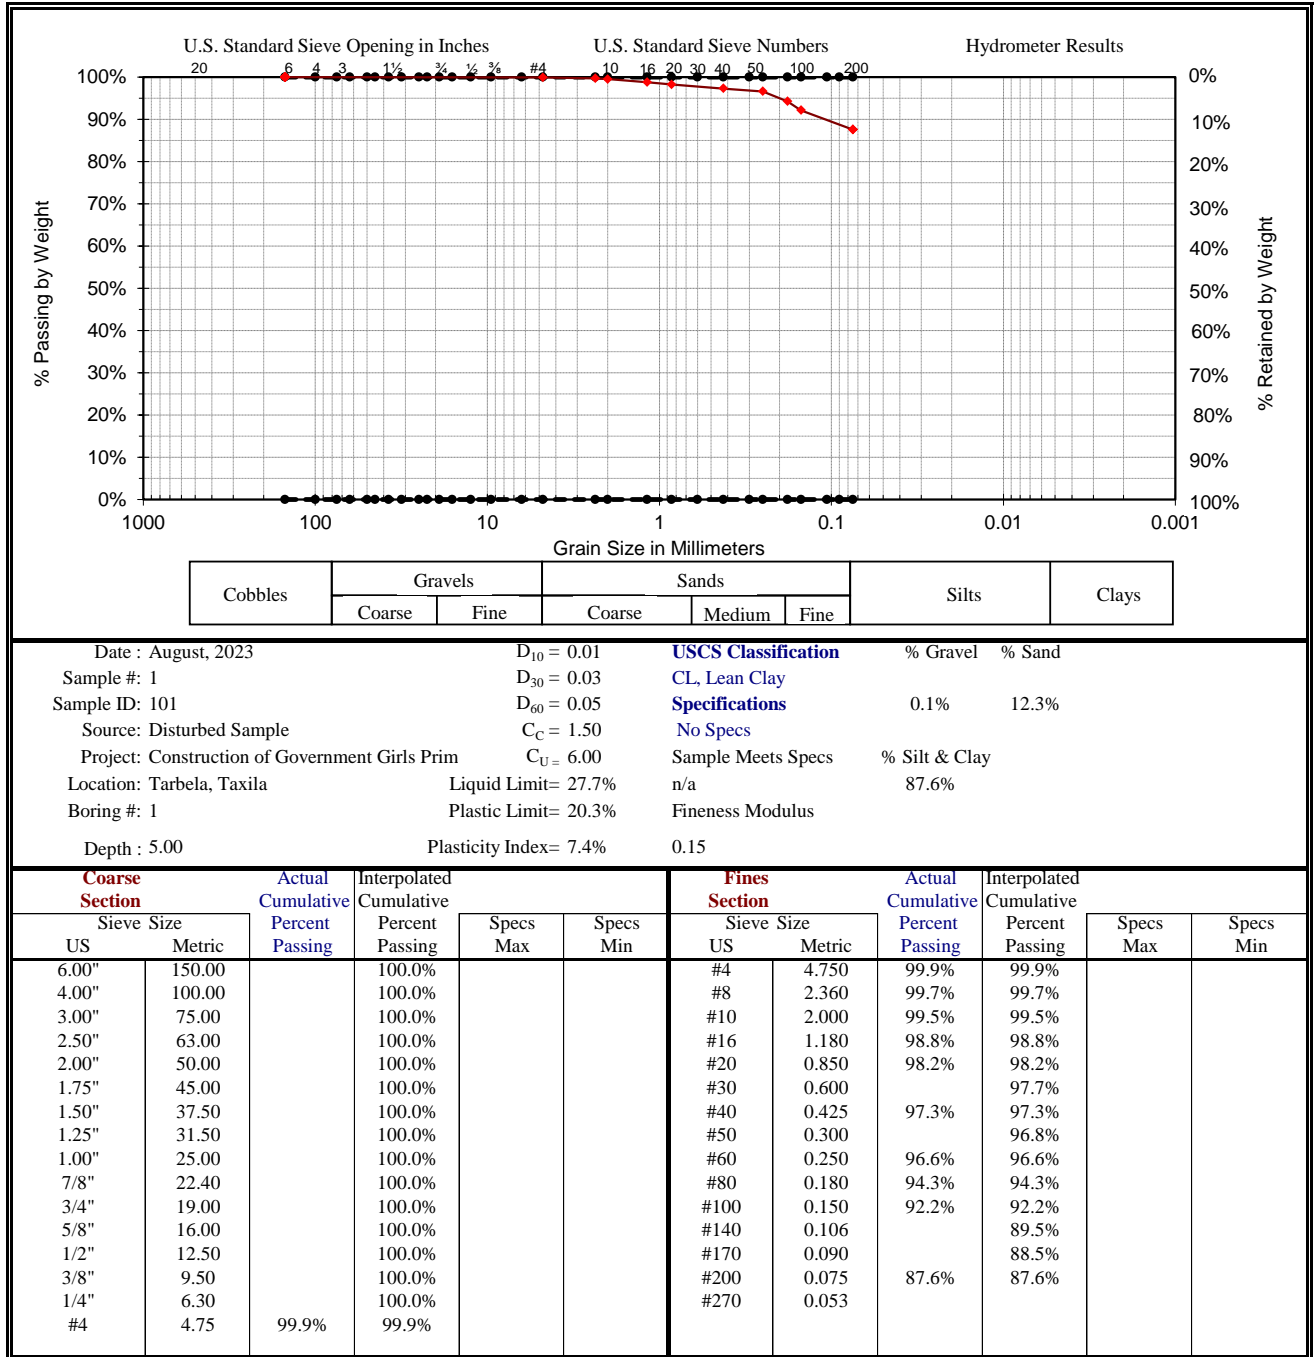 U.S. Standard Sieve Opening in Inches U.S. Standard Sieve Numbers Hydrometer Results
20 6 4 3 1½ ¾ ½ ⅜ #4 10 16 20 30 40 50 100 200
100% 0%
90% 10%
80% 20%
70% 30%
60% 40%
50% 50%
40% 60%
30% 70%
20% 80%
10% 90%
0% 100%
% Passing by Weight
% Retained by Weight
1000 100 10 1 0.1 0.01 0.001
Grain Size in Millimeters
Cobbles Gravels Sands Silts Clays
Coarse Fine Coarse Medium Fine
Date : August, 2023 D10 = 0.01 USCS Classification % Gravel % Sand
Sample #: 1 D30 = 0.03 CL, Lean Clay
Sample ID: 101 D60 = 0.05 Specifications 0.1% 12.3%
Source: Disturbed Sample CC = 1.50 No Specs
Project: Construction of Government Girls Prim CU = 6.00 Sample Meets Specs % Silt & Clay
Location: Tarbela, Taxila Liquid Limit= 27.7% n/a 87.6%
Boring #: 1 Plastic Limit= 20.3% Fineness Modulus
Depth : 5.00 Plasticity Index= 7.4% 0.15
Coarse Actual Interpolated Fines Actual Interpolated
Section Cumulative Cumulative Section Cumulative Cumulative
Sieve Size Percent Percent Specs Specs Sieve Size Percent Percent Specs Specs
US Metric Passing Passing Max Min US Metric Passing Passing Max Min
6.00" 150.00 100.0% #4 4.750 99.9% 99.9%
4.00" 100.00 100.0% #8 2.360 99.7% 99.7%
3.00" 75.00 100.0% #10 2.000 99.5% 99.5%
2.50" 63.00 100.0% #16 1.180 98.8% 98.8%
2.00" 50.00 100.0% #20 0.850 98.2% 98.2%
1.75" 45.00 100.0% #30 0.600 97.7%
1.50" 37.50 100.0% #40 0.425 97.3% 97.3%
1.25" 31.50 100.0% #50 0.300 96.8%
1.00" 25.00 100.0% #60 0.250 96.6% 96.6%
7/8" 22.40 100.0% #80 0.180 94.3% 94.3%
3/4" 19.00 100.0% #100 0.150 92.2% 92.2%
5/8" 16.00 100.0% #140 0.106 89.5%
1/2" 12.50 100.0% #170 0.090 88.5%
3/8" 9.50 100.0% #200 0.075 87.6% 87.6%
1/4" 6.30 100.0% #270 0.053
#4 4.75 99.9% 99.9%